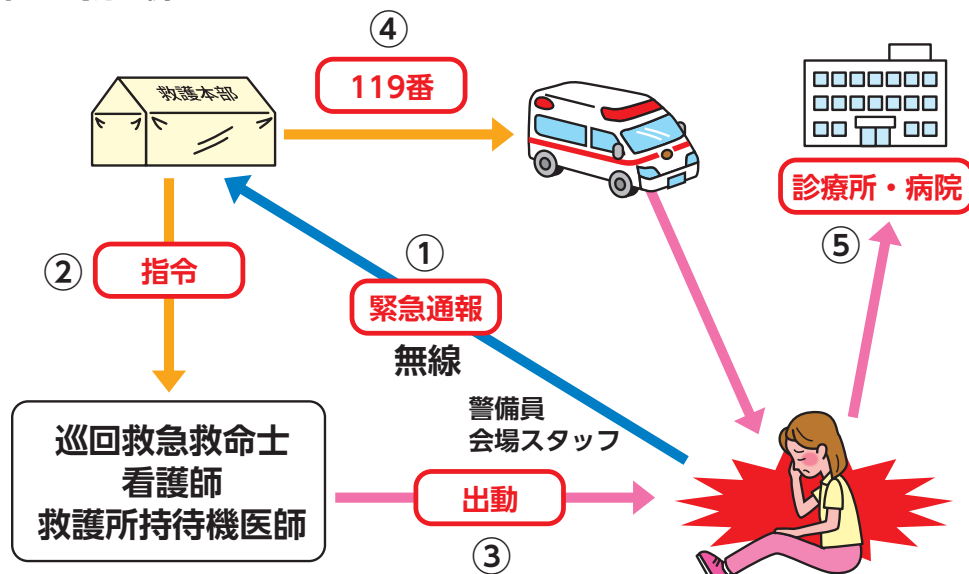 ④
119番
救護本部
診療所・病院
⑤
①
②
指令
緊急通報
無線
警備員
会場スタッフ
巡回救急救命士
看護師
救護所持待機医師
出動
③